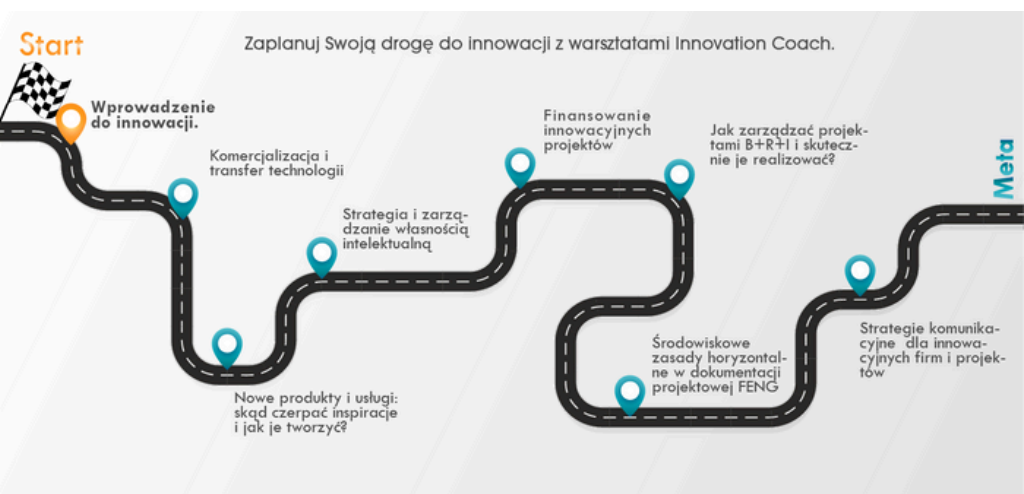 Start
Zaplanuj Swoją drogę do innowacji z warsztatami Innovation Coach.
Wprowadzenie
do innowacji.
Komercjalizacja i
transfer technologii
Nowe produkty i usługi:
skąd czerpać inspiracje
i jak je tworzyć?
Strategia i zarzą-
dzanie własnością
intelektualną
Finansowanie
innowacyjnych
projektów
Jak zarządzać projek-
tami B+R+I i skutecz-
nie je realizować?
Środowiskowe
zasady horyzontal-
ne w dokumentacji
projektowej FENG
Strategie komunika-
cyjne dla innowa-
cyjnych firm i projek-
tów
Meta